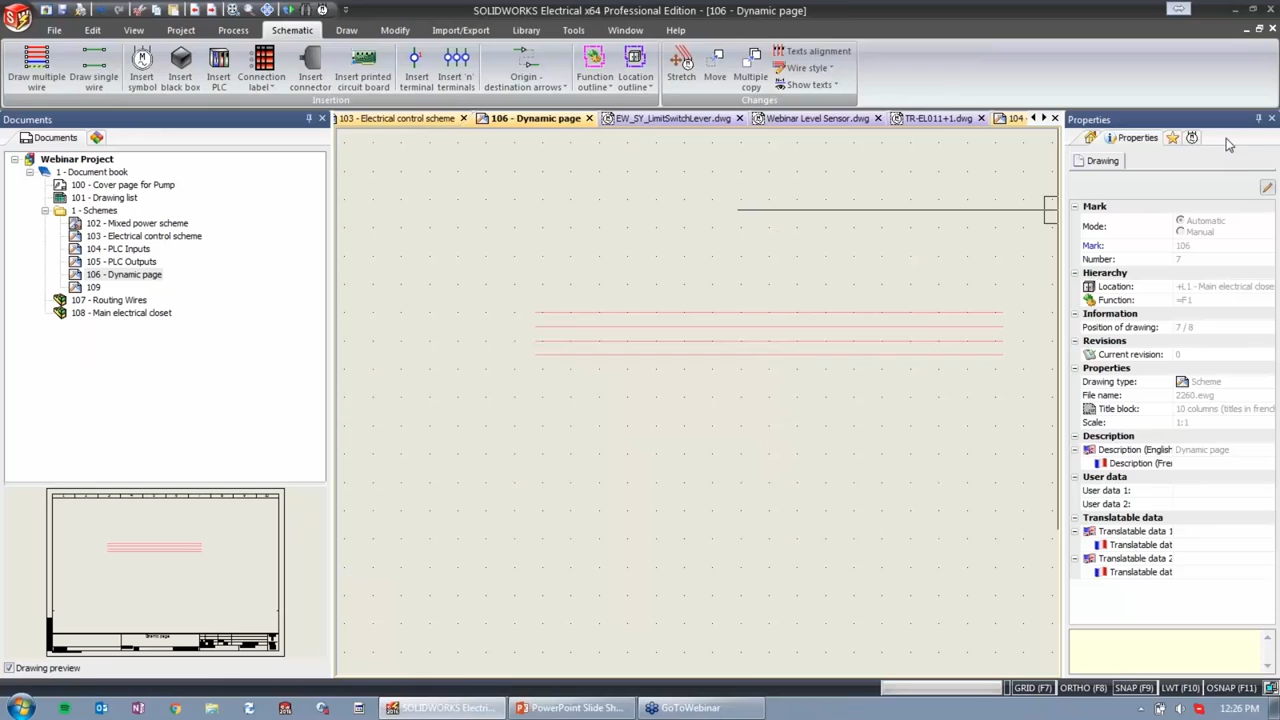 SOLIDWORKS Electrical x64 Professional Edition - [106 - Dynamic page]
File Edit View Project Process Schematic Draw Modify Import/Export Library Tools Window Help
Draw multiple wire
Draw single wire
Insert symbol
Insert black box
Insert PLC
Connection label
Insert connector
Insert printed circuit board
Insert terminal
Insert 'n' terminals
Origin - destination arrows
Function outline
Location outline
Stretch
Move
Multiple copy
Texts alignment
Wire style
Show texts
Insertion
Changes
Documents
103 - Electrical control scheme
106 - Dynamic page
EW_SY_LimitSwitchLever.dwg
Webinar Level Sensor.dwg
TR-EL011+1.dwg
104
Properties
Documents
Properties
Webinar Project
1 - Document book
100 - Cover page for Pump
101 - Drawing list
1 - Schemes
102 - Mixed power scheme
103 - Electrical control scheme
104 - PLC Inputs
105 - PLC Outputs
106 - Dynamic page
109
107 - Routing Wires
108 - Main electrical closet
Drawing
Mark
Mode: Automatic
Manual
Mark: 106
Number: 7
Hierarchy
Location: +L1 - Main electrical close
Function: =F1
Information
Position of drawing: 7 / 8
Revisions
Current revision: 0
Properties
Drawing type: Scheme
File name: 2260.ewg
Title block: 10 columns (titles in french
Scale: 1:1
Description
Description (English Dynamic page
Description (Fre
User data
User data 1:
User data 2:
Translatable data
Translatable data 1
Translatable dat
Translatable data 2
Translatable dat
Dynamic page
Drawing preview
GRID (F7) ORTHO (F8) SNAP (F9) LWT (F10) OSNAP (F11)
SOLIDWORKS Electri...
PowerPoint Slide Sh...
GoToWebinar
12:26 PM